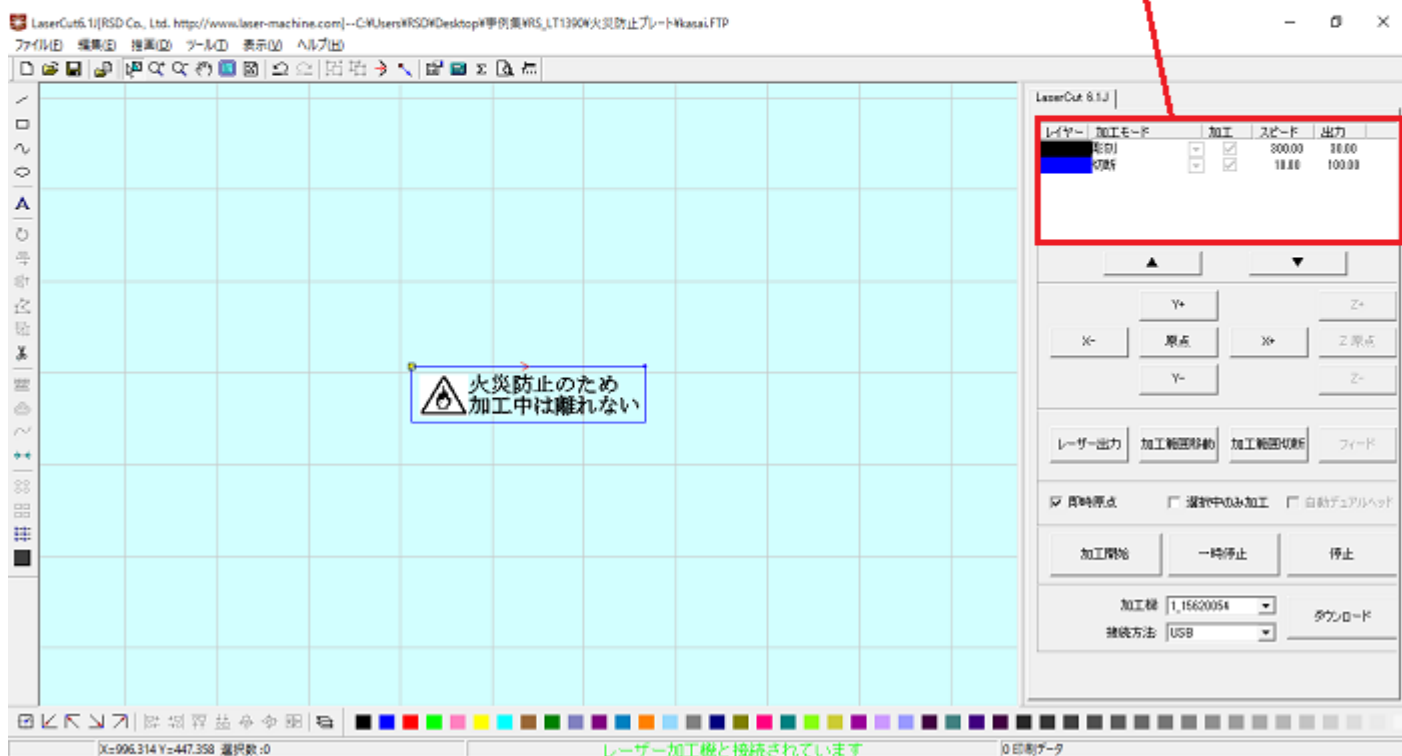 LaserCut6.1J[RSD Co., Ltd. http://www.laser-machine.com]--C:¥Users¥RSD¥Desktop¥事例集¥RS_LT1390¥火災防止プレート¥kasai.FTP
ファイル(F) 編集(E) 描画(D) ツール(T) 表示(V) ヘルプ(H)
LaserCut 6.1J
レイヤー 加工モード 加工 スピード 出力
彫刻 300.00 30.00
切断 10.00 100.00
▲ ▼
Y+ Z+
X- 原点 X+ Z 原点
Y- Z-
火災防止のため
加工中は離れない
レーザー出力 加工範囲移動 加工範囲切断 フィード
即時原点 選択中のみ加工 自動デュアルヘッド
加工開始 一時停止 停止
加工機 1_15620054
接続方法: USB
ダウンロード
X=996.314 Y=447.358 選択数:0 レーザー加工機と接続されています 0 印刷データ